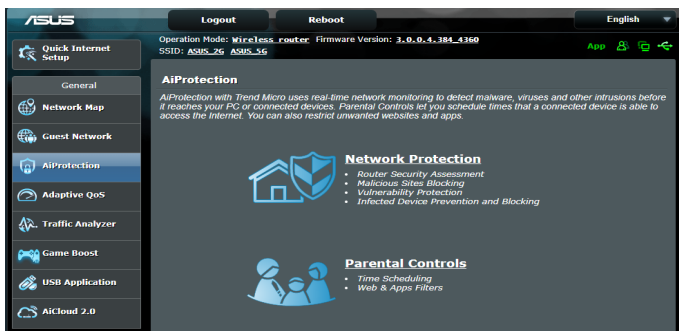 ASUS
Logout
Reboot
English
Quick Internet
Setup
Operation Mode: Wireless router Firmware Version: 3.0.0.4.384_4360
SSID: ASUS_2G ASUS_5G
App
General
Network Map
Guest Network
AiProtection
Adaptive QoS
Traffic Analyzer
Game Boost
USB Application
AiCloud 2.0
AiProtection
AiProtection with Trend Micro uses real-time network monitoring to detect malware, viruses and other intrusions before
it reaches your PC or connected devices. Parental Controls let you schedule times that a connected device is able to
access the Internet. You can also restrict unwanted websites and apps.
Network Protection
• Router Security Assessment
• Malicious Sites Blocking
• Vulnerability Protection
• Infected Device Prevention and Blocking
Parental Controls
• Time Scheduling
• Web & Apps Filters